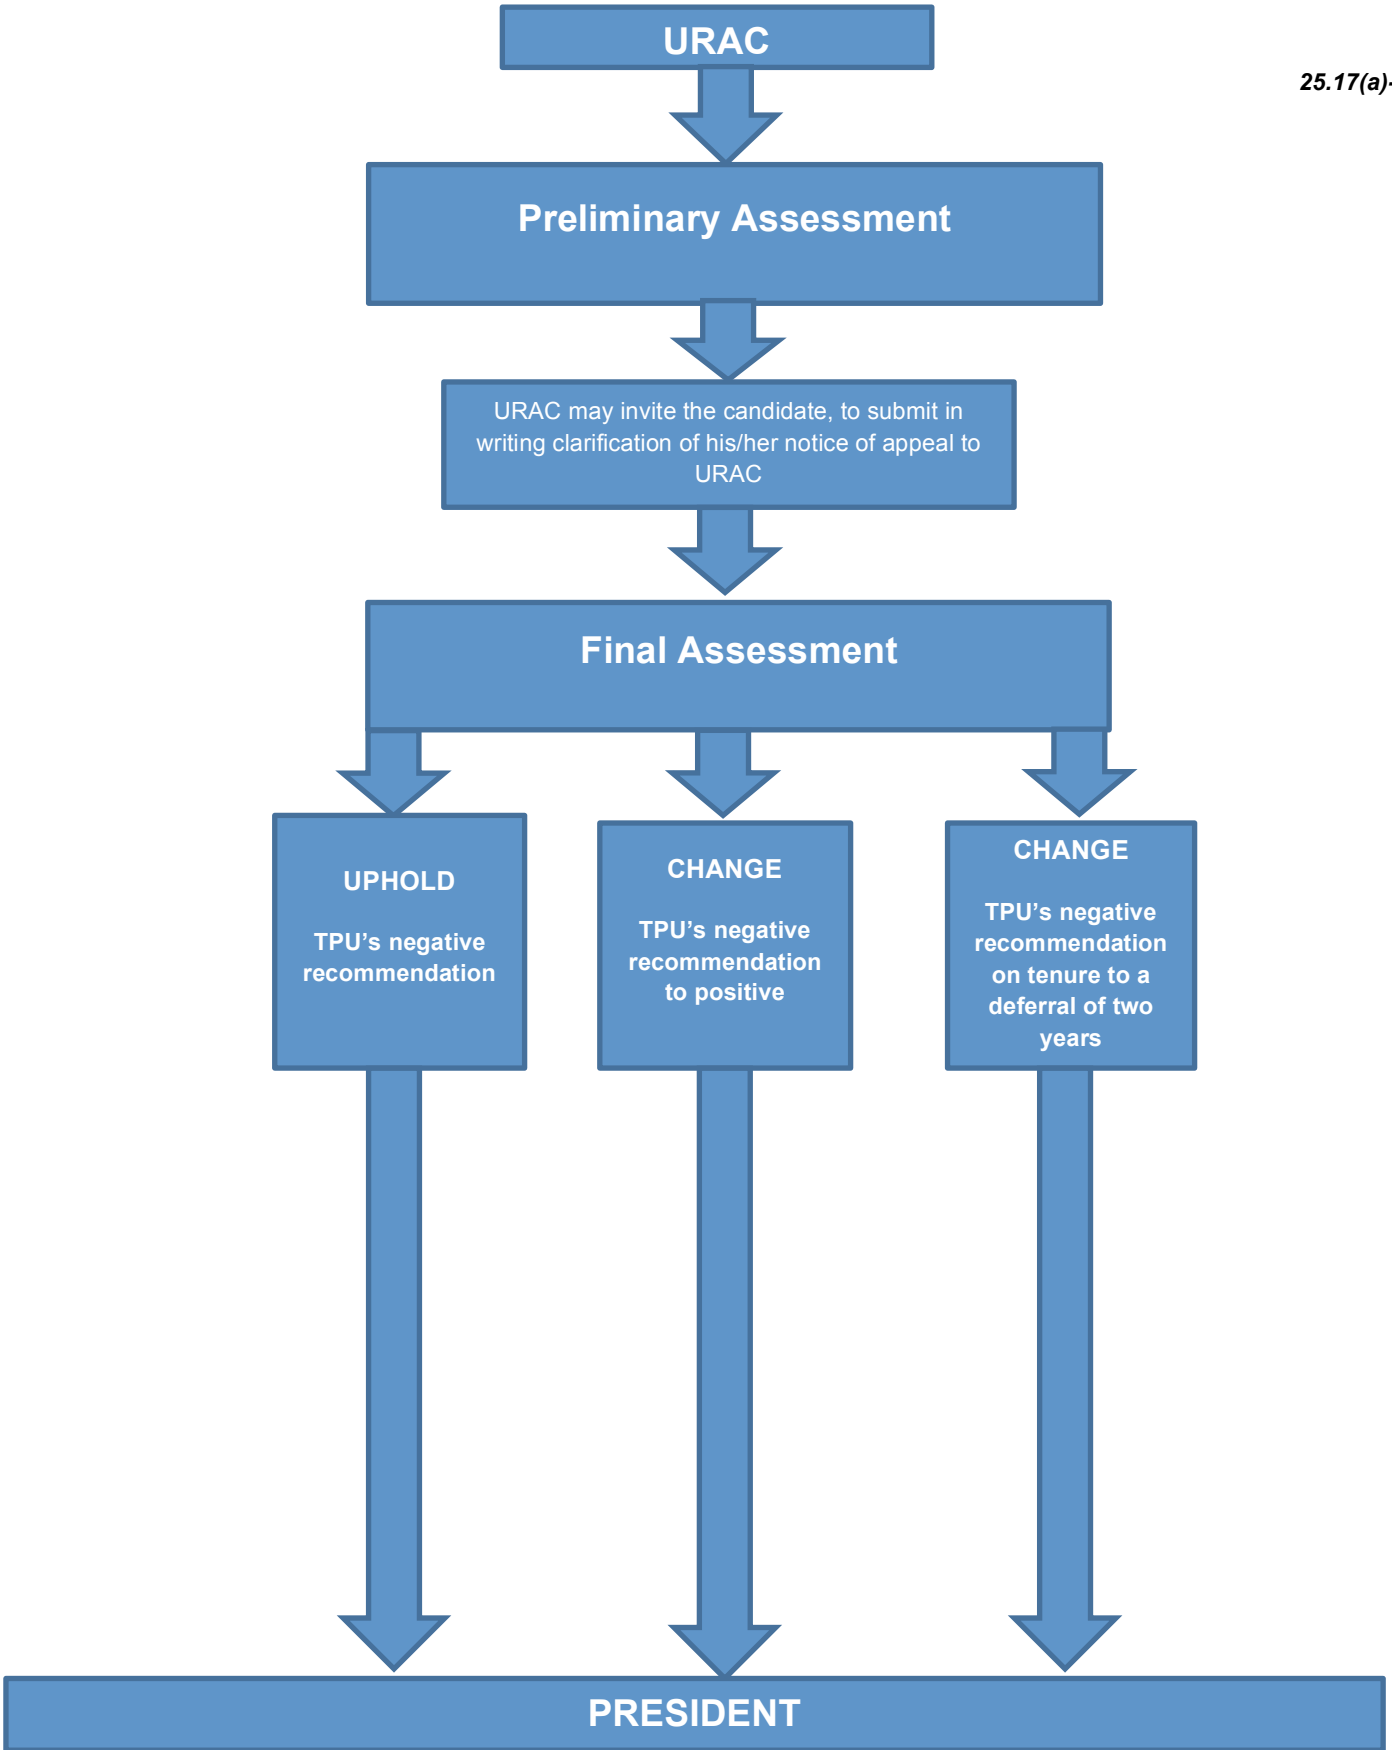 URAC
25.17(a)-
Preliminary Assessment
URAC may invite the candidate, to submit in
writing clarification of his/her notice of appeal to
URAC
Final Assessment
UPHOLD
TPU’s negative
recommendation
CHANGE
TPU’s negative
recommendation
to positive
CHANGE
TPU’s negative
recommendation
on tenure to a
deferral of two
years
PRESIDENT